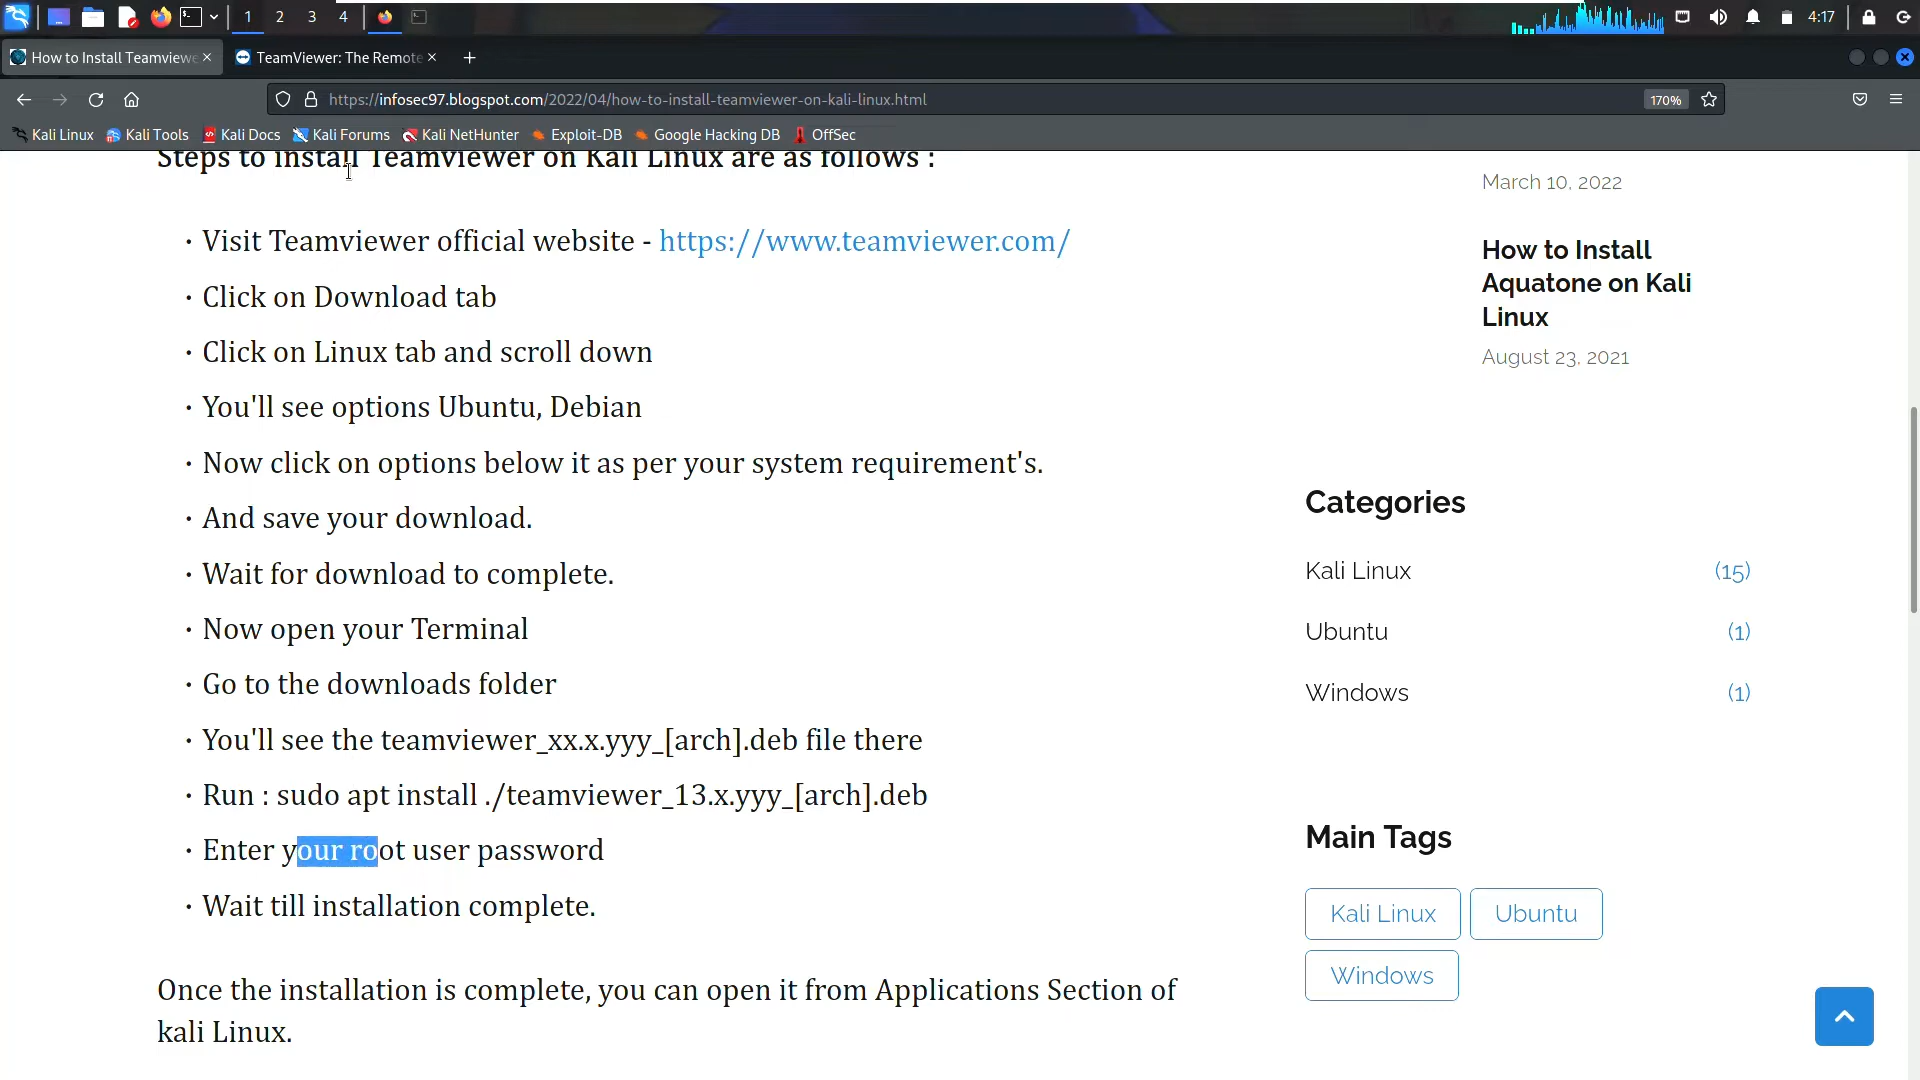 1 2 3 4 4:17
How to Install Teamviewe TeamViewer: The Remote
https://infosec97.blogspot.com/2022/04/how-to-install-teamviewer-on-kali-linux.html 170%
Kali Linux Kali Tools Kali Docs Kali Forums Kali NetHunter Exploit-DB Google Hacking DB OffSec
Steps to install Teamviewer on Kali Linux are as follows :
· Visit Teamviewer official website - https://www.teamviewer.com/
· Click on Download tab
· Click on Linux tab and scroll down
· You'll see options Ubuntu, Debian
· Now click on options below it as per your system requirement's.
· And save your download.
· Wait for download to complete.
· Now open your Terminal
· Go to the downloads folder
· You'll see the teamviewer_xx.x.yyy_[arch].deb file there
· Run : sudo apt install ./teamviewer_13.x.yyy_[arch].deb
· Enter your root user password
· Wait till installation complete.
Once the installation is complete, you can open it from Applications Section of
kali Linux.
March 10, 2022
How to Install
Aquatone on Kali
Linux
August 23, 2021
Categories
Kali Linux (15)
Ubuntu (1)
Windows (1)
Main Tags
Kali Linux Ubuntu
Windows